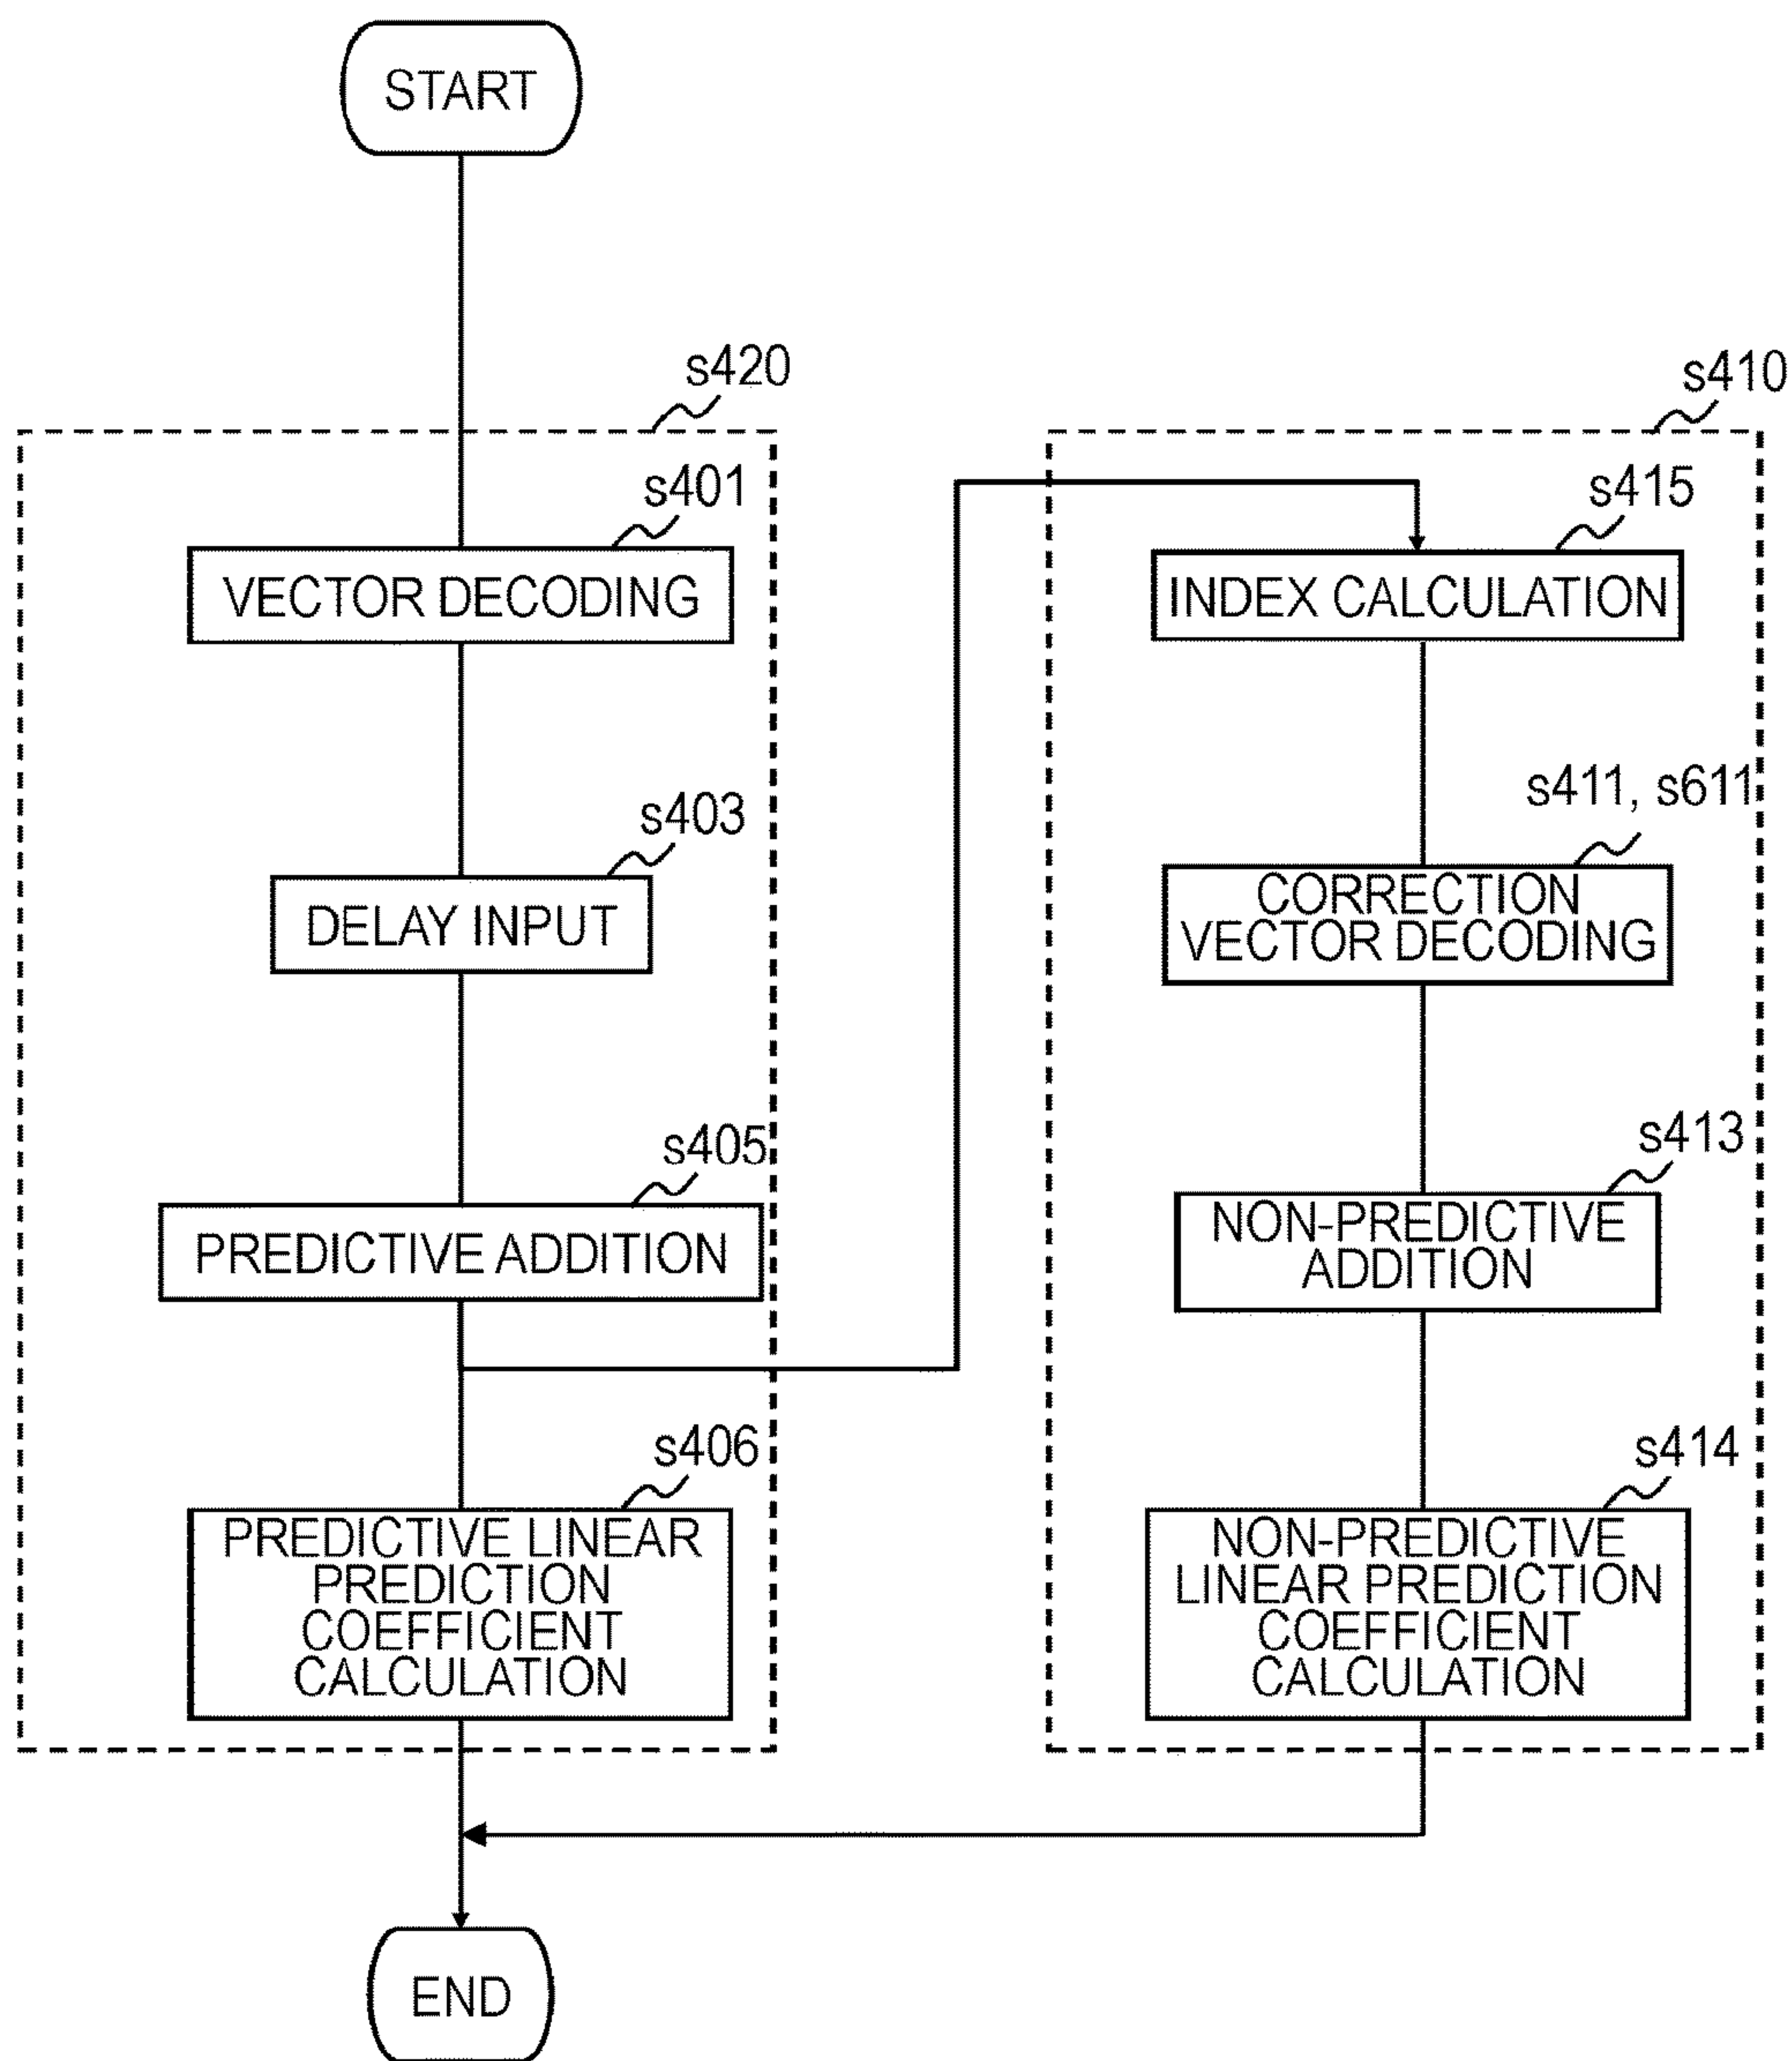 START
s420
s401
VECTOR DECODING
s403
DELAY INPUT
s405
PREDICTIVE ADDITION
s406
PREDICTIVE LINEAR
PREDICTION
COEFFICIENT
CALCULATION
s410
s415
INDEX CALCULATION
s411, s611
CORRECTION
VECTOR DECODING
s413
NON-PREDICTIVE
ADDITION
s414
NON-PREDICTIVE
LINEAR PREDICTION
COEFFICIENT
CALCULATION
END